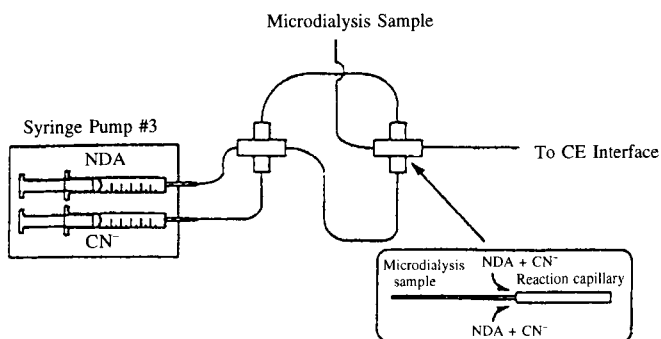 Microdialysis Sample
Syringe Pump #3
NDA
CN⁻
To CE Interface
Microdialysis
sample
NDA + CN⁻
Reaction capillary
NDA + CN⁻